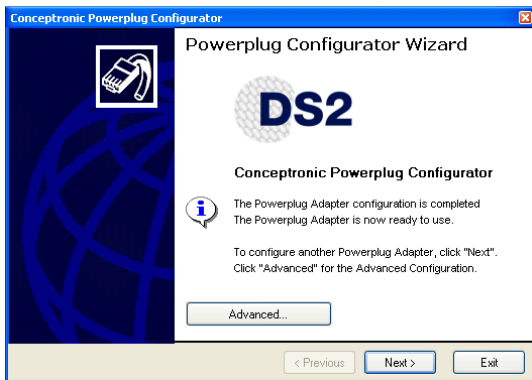 Conceptronic Powerplug Configurator
Powerplug Configurator Wizard
DS2
Conceptronic Powerplug Configurator
The Powerplug Adapter configuration is completed
The Powerplug Adapter is now ready to use.
To configure another Powerplug Adapter, click "Next".
Click "Advanced" for the Advanced Configuration.
Advanced...
< Previous
Next >
Exit